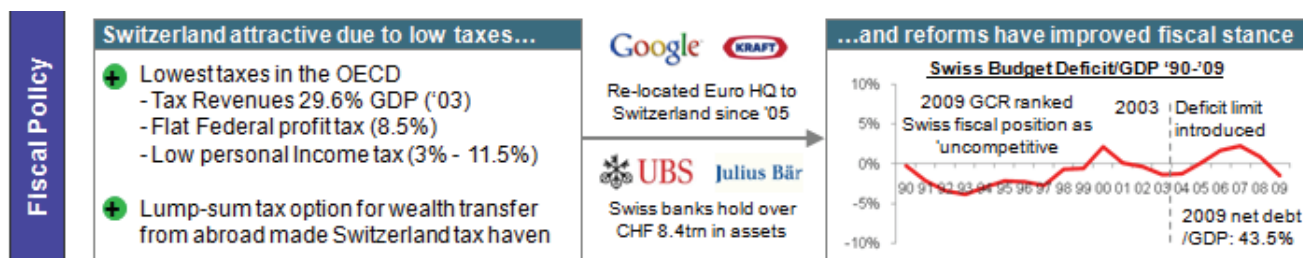 Fiscal Policy
Switzerland attractive due to low taxes…
Lowest taxes in the OECD
- Tax Revenues 29.6% GDP ('03)
- Flat Federal profit tax (8.5%)
- Low personal Income tax (3% - 11.5%)
Lump-sum tax option for wealth transfer
from abroad made Switzerland tax haven
Google KRAFT
Re-located Euro HQ to
Switzerland since '05
UBS Julius Bär
Swiss banks hold over
CHF 8.4trn in assets
…and reforms have improved fiscal stance
Swiss Budget Deficit/GDP '90-'09
10%
5%
0%
-5%
-10%
2009 GCR ranked
Swiss fiscal position as
'uncompetitive
2003
Deficit limit
introduced
90 91 92 93 94 95 96 97 98 99 00 01 02 03 04 05 06 07 08 09
2009 net debt
/GDP: 43.5%